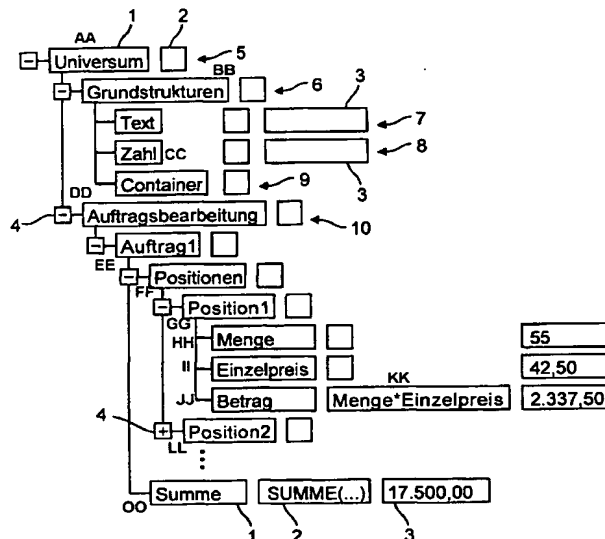 1 2
AA
− Universum 5
BB
− Grundstrukturen 6 3
Text 7
Zahl CC 8
Container 9 3
DD
4 − Auftragsbearbeitung 10
− Auftrag1
EE
− Positionen
FF
− Position1
GG
HH Menge 55
II Einzelpreis 42,50
KK
JJ Betrag Menge*Einzelpreis 2.337,50
4 + Position2
LL
⋮
Summe SUMME(...) 17.500,00
OO
1 2 3